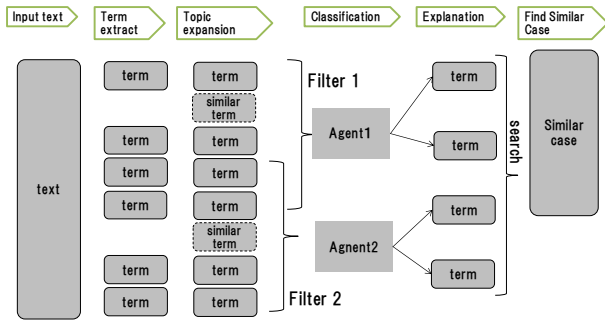 Input text
Term
extract
Topic
expansion
Classification
Explanation
Find Similar
Case
text
term
term
term
term
term
term
term
similar
term
term
term
term
similar
term
term
term
Filter 1
Filter 2
Agent1
Agnent2
term
term
term
term
search
Similar
case